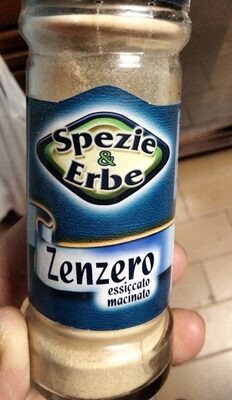 Spezie
&
Erbe
Zenzero
essiccato
macinato